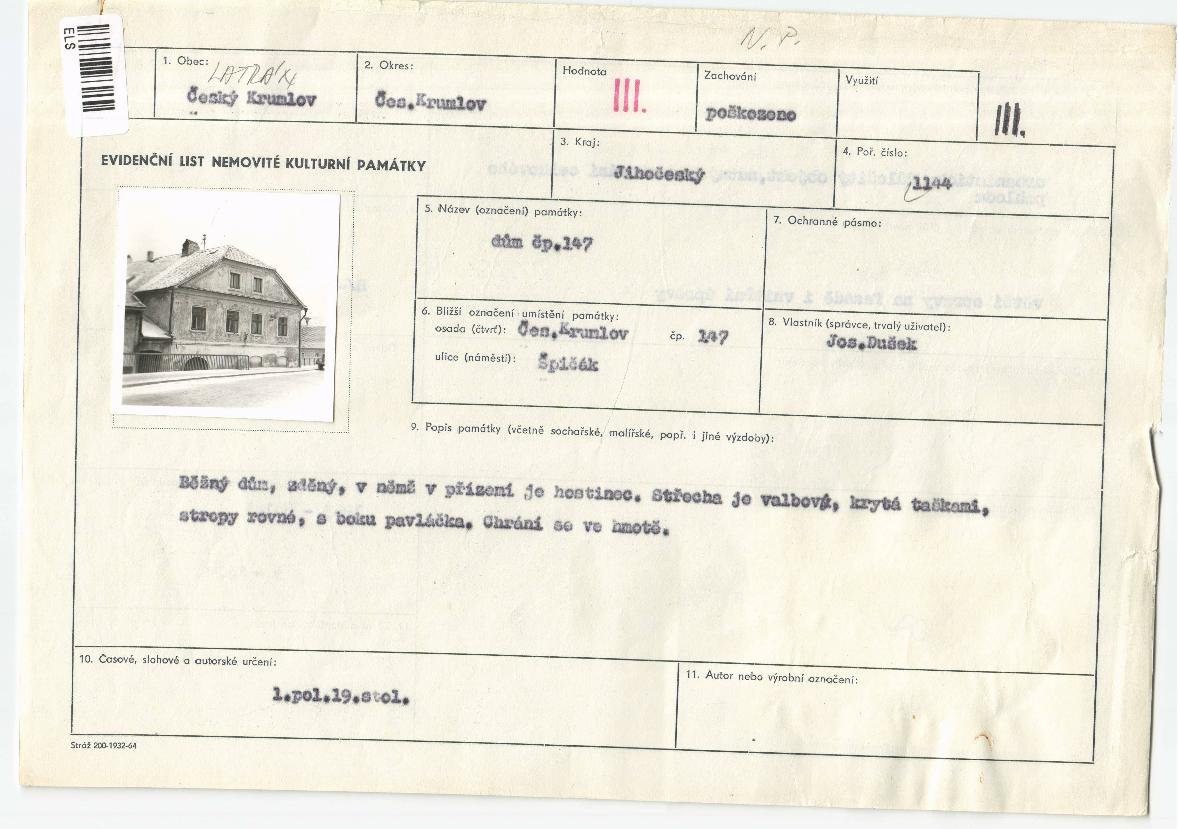 ELS
N. P.
1. Obec: LATRÁN
Český Krumlov
2. Okres:
Čes.Krumlov
Hodnota
III.
Zachování
poškozeno
Využití
III.
EVIDENČNÍ LIST NEMOVITÉ KULTURNÍ PAMÁTKY
3. Kraj:
Jihočeský
4. Poř. číslo:
1144
5. Název (označení) památky:
dům čp.147
7. Ochranné pásmo:
6. Bližší označení umístění památky:
osada (čtvrť): Čes.Krumlov čp. 147
ulice (náměstí): Špičák
8. Vlastník (správce, trvalý uživatel):
Jos.Dušek
9. Popis památky (včetně sochařské, malířské, popř. i jiné výzdoby):
Běžný dům, zděný, v němž v přízemí je hostinec. Střecha je valbová, krytá taškami,
stropy rovné, s boku pavláčka. Chrání se ve hmotě.
10. Časové, slohové a autorské určení:
1.pol.19.stol.
11. Autor nebo výrobní označení:
Stráž 200-1932-64